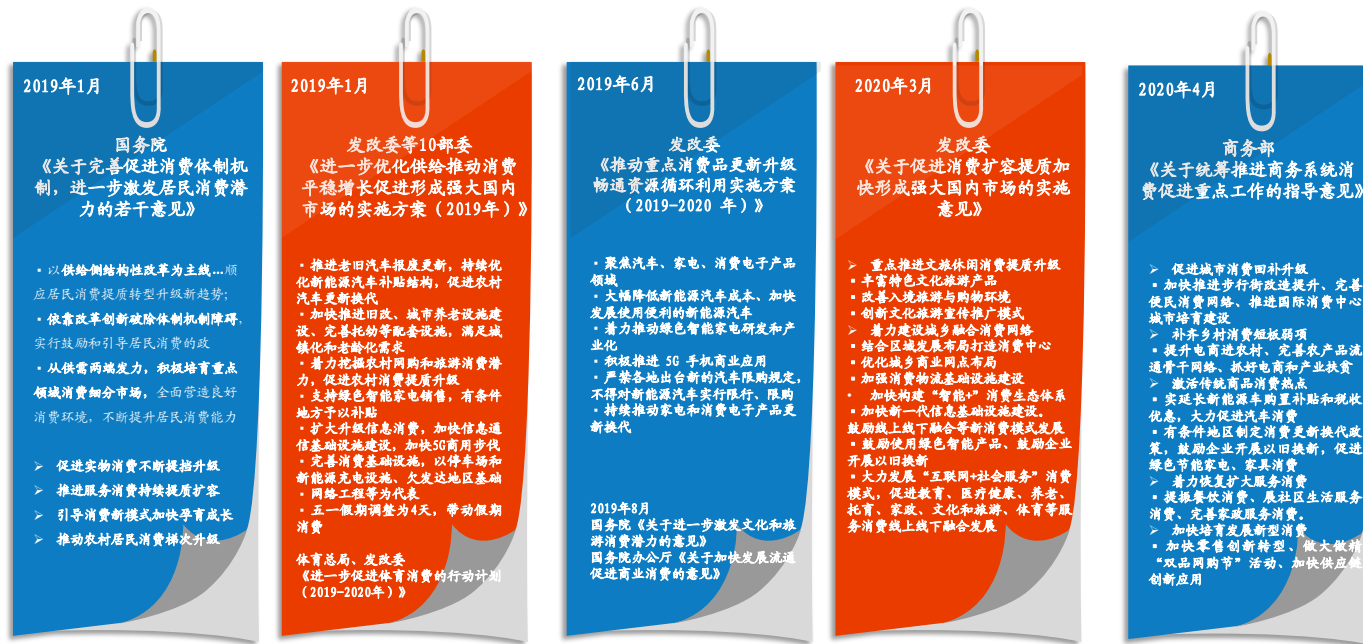 2019年1月
国务院
《关于完善促进消费体制机
制，进一步激发居民消费潜
力的若干意见》
▪ 以供给侧结构性改革为主线…顺
应居民消费提质转型升级新趋势；
▪ 依靠改革创新破除体制机制障碍，
实行鼓励和引导居民消费的政
▪ 从供需两端发力，积极培育重点
领域消费细分市场，全面营造良好
消费环境，不断提升居民消费能力
➢ 促进实物消费不断提挡升级
➢ 推进服务消费持续提质扩容
➢ 引导消费新模式加快孕育成长
➢ 推动农村居民消费梯次升级
2019年1月
发改委等10部委
《进一步优化供给推动消费
平稳增长促进形成强大国内
市场的实施方案（2019年）》
▪ 推进老旧汽车报废更新，持续优
化新能源汽车补贴结构，促进农村
汽车更新换代
▪ 加快推进旧改、城市养老设施建
设、完善托幼等配套设施，满足城
镇化和老龄化需求
▪ 着力挖掘农村网购和旅游消费潜
力，促进农村消费提质升级
▪ 支持绿色智能家电销售，有条件
地方予以补贴
▪ 扩大升级信息消费，加快信息通
信基础设施建设，加快5G商用步伐
▪ 完善消费基础设施，以停车场和
新能源充电设施、欠发达地区基础
▪ 网络工程等为代表
▪ 五一假期调整为4天，带动假期
消费
体育总局、发改委
《进一步促进体育消费的行动计划
（2019-2020年）》
2019年6月
发改委
《推动重点消费品更新升级
畅通资源循环利用实施方案
（2019-2020 年）》
▪ 聚焦汽车、家电、消费电子产品
领域
▪ 大幅降低新能源汽车成本、加快
发展使用便利的新能源汽车
▪ 着力推动绿色智能家电研发和产
业化
▪ 积极推进 5G 手机商业应用
▪ 严禁各地出台新的汽车限购规定，
不得对新能源汽车实行限行、限购
▪ 持续推动家电和消费电子产品更
新换代
2019年8月
国务院《关于进一步激发文化和旅
游消费潜力的意见》
国务院办公厅《关于加快发展流通
促进商业消费的意见》
2020年3月
发改委
《关于促进消费扩容提质加
快形成强大国内市场的实施
意见》
➢ 重点推进文旅休闲消费提质升级
▪ 丰富特色文化旅游产品
▪ 改善入境旅游与购物环境
▪ 创新文化旅游宣传推广模式
➢ 着力建设城乡融合消费网络
▪ 结合区域发展布局打造消费中心
▪ 优化城乡商业网点布局
▪ 加强消费物流基础设施建设
▪ 加快构建“智能+”消费生态体系
▪ 加快新一代信息基础设施建设。
鼓励线上线下融合等新消费模式发展
▪ 鼓励使用绿色智能产品、鼓励企业
开展以旧换新
▪ 大力发展“互联网+社会服务”消费
模式，促进教育、医疗健康、养老、
托育、家政、文化和旅游、体育等服
务消费线上线下融合发展
2020年4月
商务部
《关于统筹推进商务系统消
费促进重点工作的指导意见》
➢ 促进城市消费回补升级
▪ 加快推进步行街改造提升、完善
便民消费网络、推进国际消费中心
城市培育建设
➢ 补齐乡村消费短板弱项
▪ 提升电商进农村、完善农产品流
通骨干网络、抓好电商和产业扶贫
➢ 激活传统商品消费热点
▪ 实延长新能源车购置补贴和税收
优惠，大力促进汽车消费
▪ 有条件地区制定消费更新换代政
策，鼓励企业开展以旧换新，促进
绿色节能家电、家具消费
➢ 着力恢复扩大服务消费
▪ 提振餐饮消费、展社区生活服务
消费、完善家政服务消费。
➢ 加快培育发展新型消费
▪ 加快零售创新转型、做大做精
“双品网购节”活动、加快供应链
创新应用